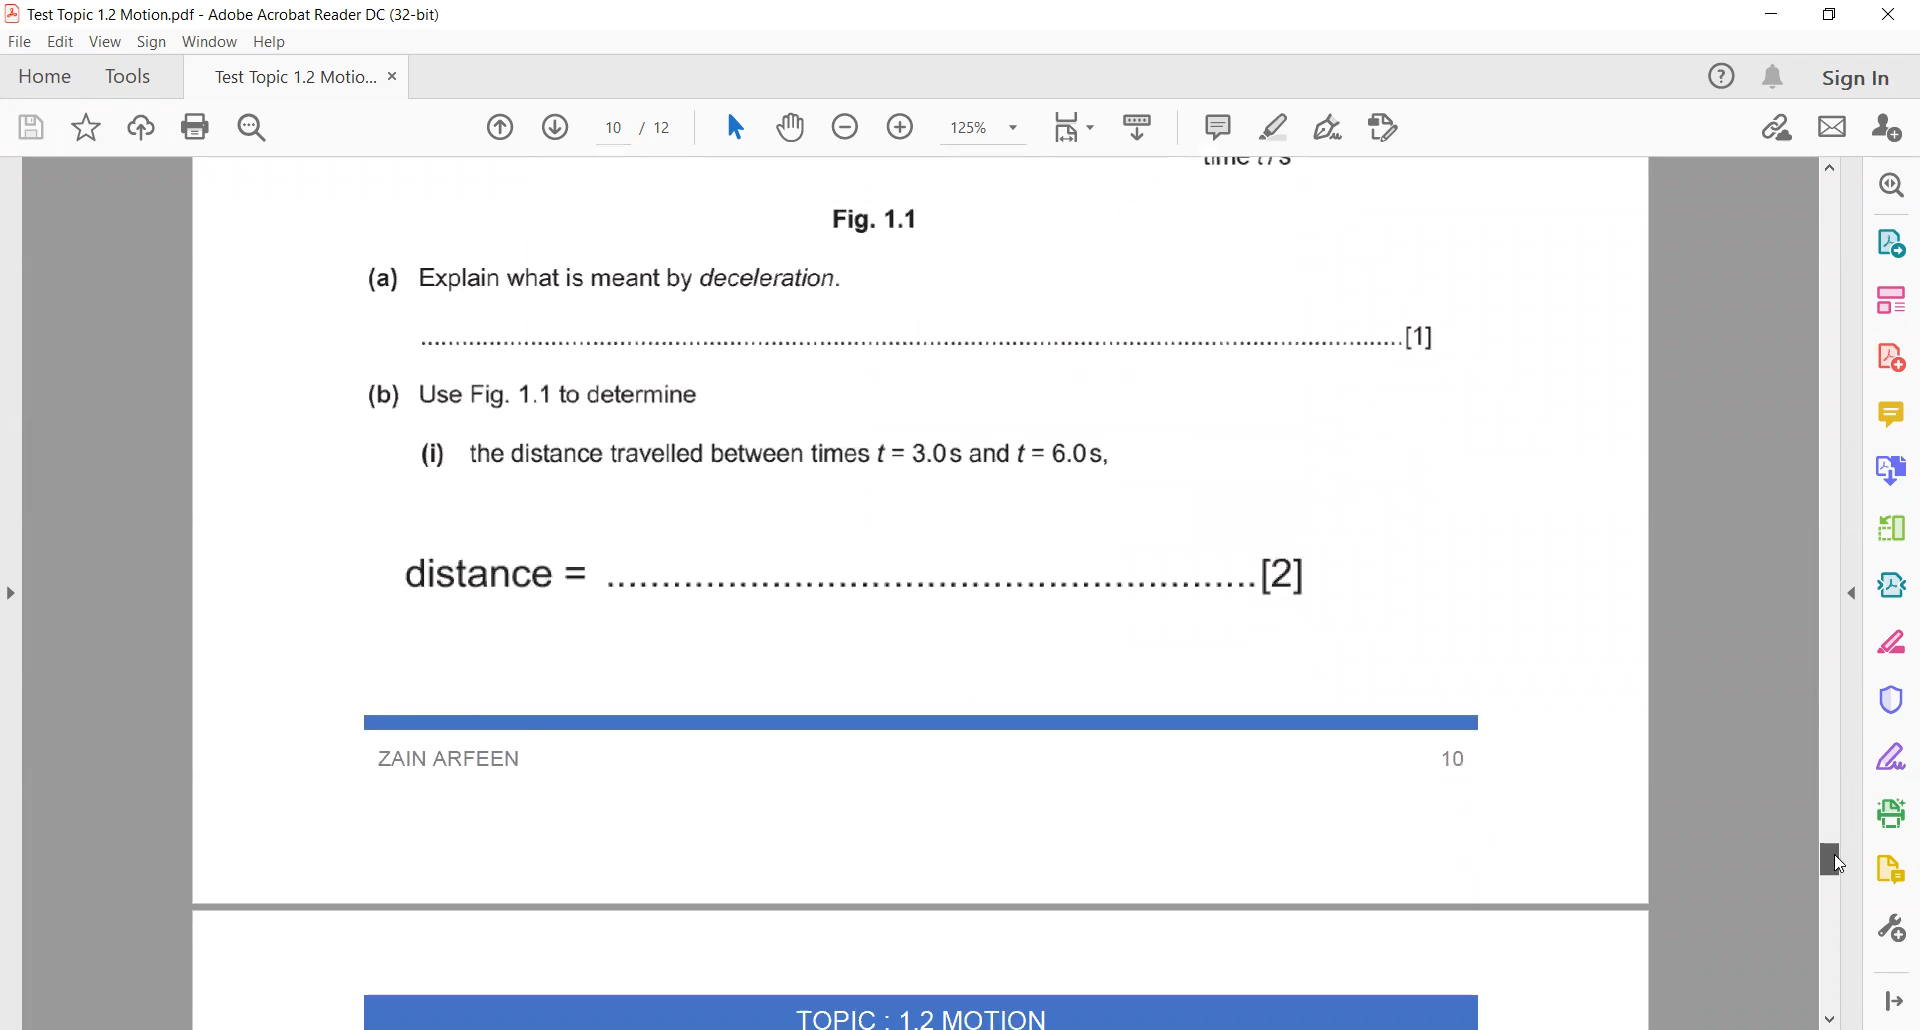 Test Topic 1.2 Motion.pdf - Adobe Acrobat Reader DC (32-bit)
File Edit View Sign Window Help
Home Tools Test Topic 1.2 Motio... × Sign In
10 / 12 125%
time t / s
Fig. 1.1
(a) Explain what is meant by deceleration.
....................................................................................................................[1]
(b) Use Fig. 1.1 to determine
(i) the distance travelled between times t = 3.0 s and t = 6.0 s,
distance = ..........................................................[2]
ZAIN ARFEEN 10
TOPIC : 1.2 MOTION